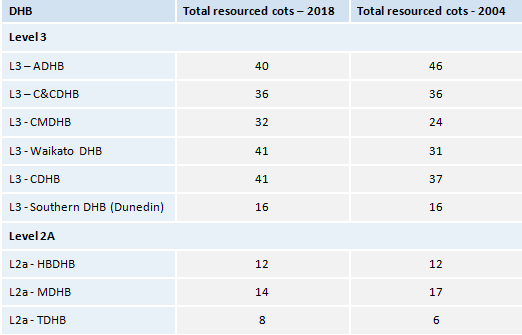 DHB Total resourced cots – 2018 Total resourced cots - 2004
Level 3
L3 – ADHB 40 46
L3 – C&CDHB 36 36
L3 - CMDHB 32 24
L3 - Waikato DHB 41 31
L3 - CDHB 41 37
L3 - Southern DHB (Dunedin) 16 16
Level 2A
L2a - HBDHB 12 12
L2a - MDHB 14 17
L2a - TDHB 8 6